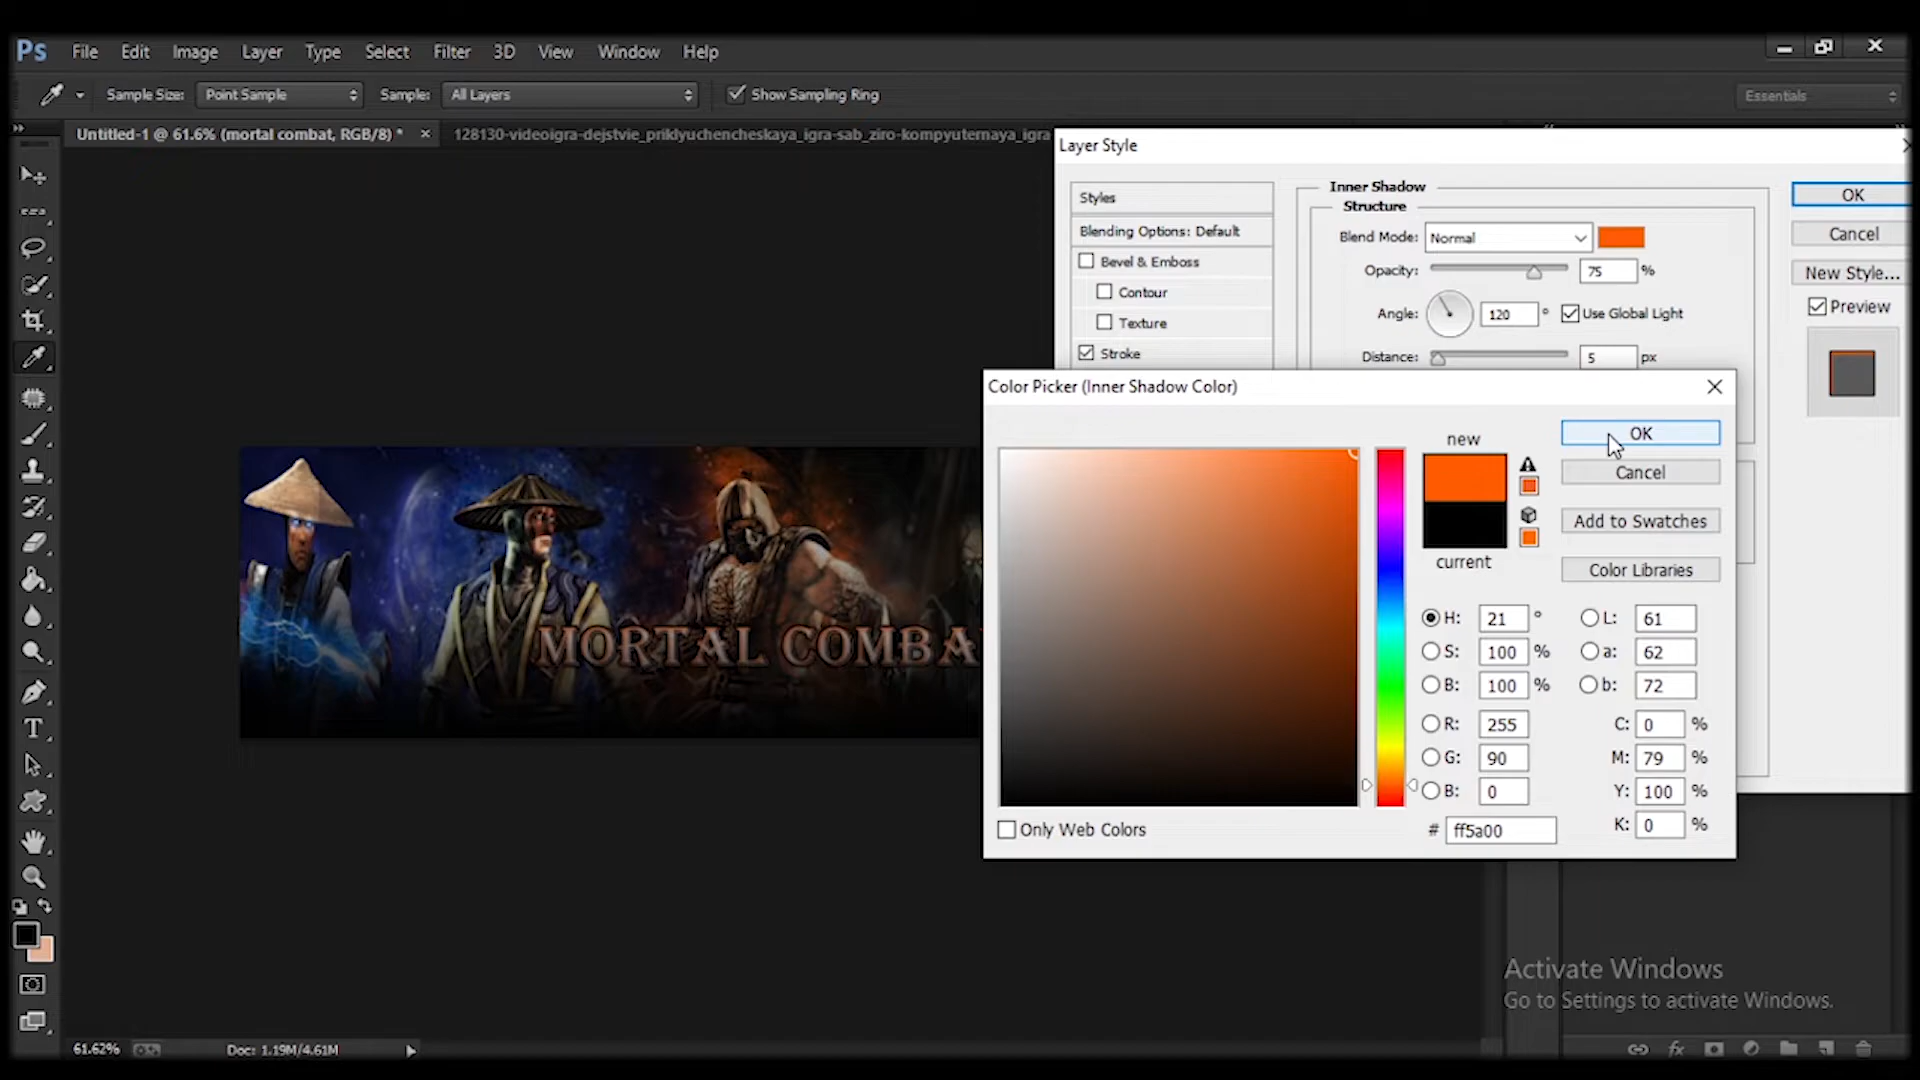 Ps File Edit Image Layer Type Select Filter 3D View Window Help
Sample Size: Point Sample Sample: All Layers Show Sampling Ring Essentials
Untitled-1 @ 61.6% (mortal combat, RGB/8) * × 128130-videoigra-dejstvie_priklyuchencheskaya_igra-sab_ziro-kompyuternaya_igra
Layer Style
Styles
Blending Options: Default
Bevel & Emboss
Contour
Texture
Stroke
Inner Shadow
Structure
Blend Mode: Normal
Opacity: 75 %
Angle: 120 ° Use Global Light
Distance: 5 px
OK
Cancel
New Style...
Preview
Color Picker (Inner Shadow Color)
new
current
OK
Cancel
Add to Swatches
Color Libraries
H: 21 ° L: 61
S: 100 % a: 62
B: 100 % b: 72
R: 255 C: 0 %
G: 90 M: 79 %
B: 0 Y: 100 %
# ff5a00 K: 0 %
Only Web Colors
MORTAL COMBA
Activate Windows
Go to Settings to activate Windows.
61.62% Doc: 1.19M/4.61M